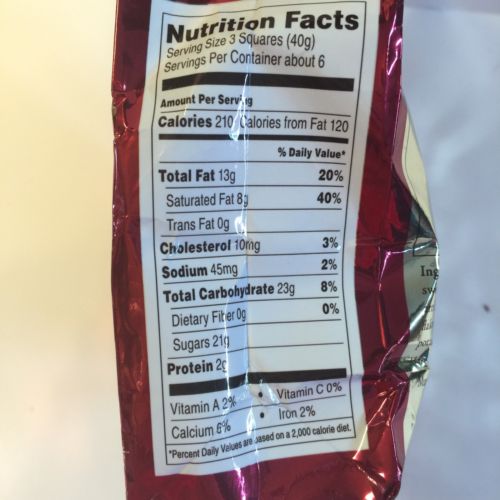 Nutrition Facts
Serving Size 3 Squares (40g)
Servings Per Container about 6
Amount Per Serving
Calories 210 Calories from Fat 120
% Daily Value*
Total Fat 13g 20%
Saturated Fat 8g 40%
Trans Fat 0g
Cholesterol 10mg 3%
Sodium 45mg 2%
Total Carbohydrate 23g 8%
Dietary Fiber 0g 0%
Sugars 21g
Protein 2g
Vitamin A 2% • Vitamin C 0%
Calcium 6% • Iron 2%
*Percent Daily Values are based on a 2,000 calorie diet.
Ing